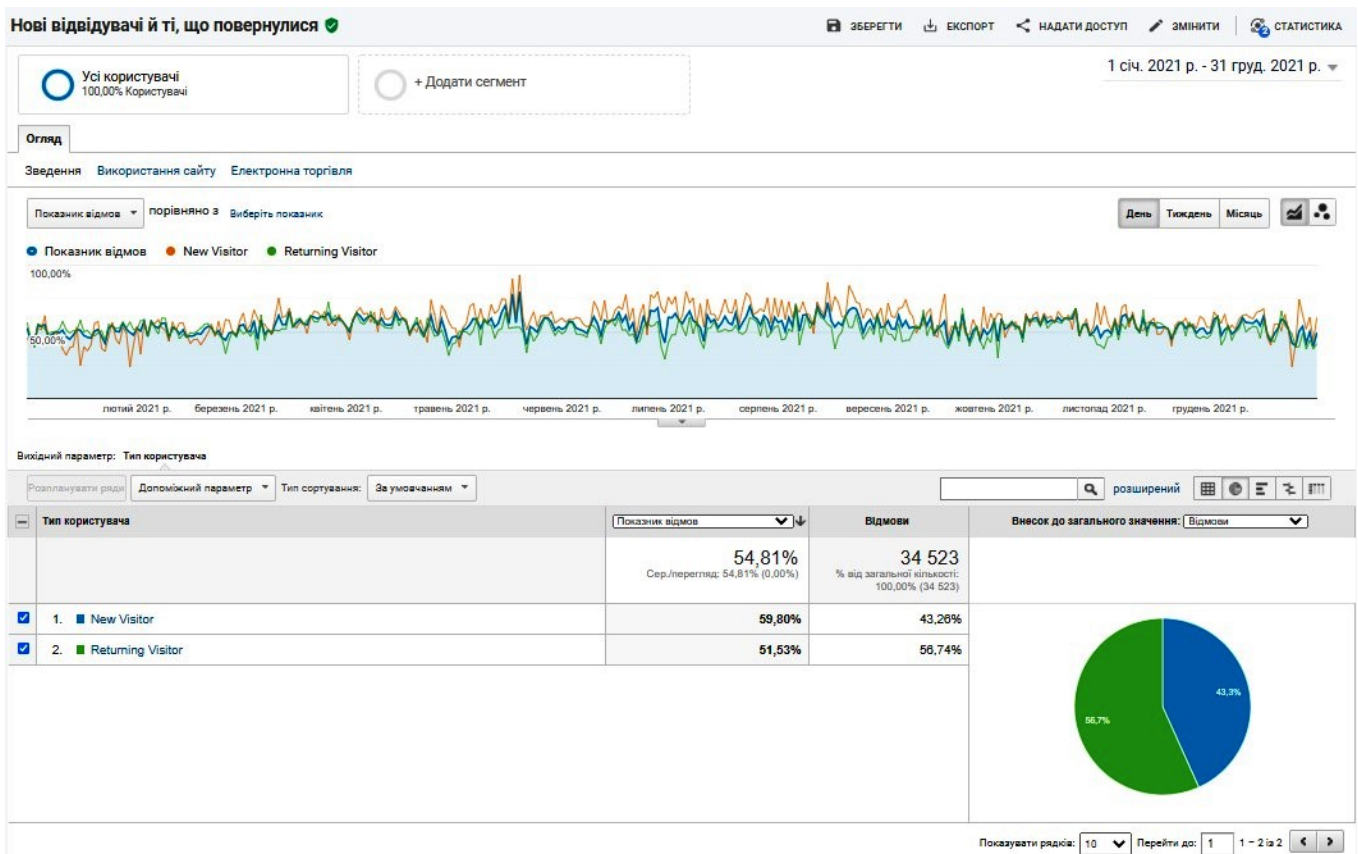 Нові відвідувачі й ті, що повернулися
ЗБЕРЕГТИ ЕКСПОРТ НАДАТИ ДОСТУП ЗМІНИТИ 2 СТАТИСТИКА
Усі користувачі
100,00% Користувачі
+ Додати сегмент
1 січ. 2021 р. - 31 груд. 2021 р.
Огляд
Зведення Використання сайту Електронна торгівля
Показник відмов порівняно з Виберіть показник
День Тиждень Місяць
Показник відмов New Visitor Returning Visitor
100,00%
50,00%
лютий 2021 р. березень 2021 р. квітень 2021 р. травень 2021 р. червень 2021 р. липень 2021 р. серпень 2021 р. вересень 2021 р. жовтень 2021 р. листопад 2021 р. грудень 2021 р.
Вихідний параметр: Тип користувача
Розпланувати ряди Допоміжний параметр Тип сортування: За умовчанням розширений
Тип користувача Показник відмов Відмови Внесок до загального значення: Відмови
54,81%
Сер./перегляд: 54,81% (0,00%)
34 523
% від загальної кількості:
100,00% (34 523)
1. New Visitor 59,80% 43,26%
2. Returning Visitor 51,53% 56,74%
43,3%
56,7%
Показувати рядків: 10 Перейти до: 1 1 – 2 із 2